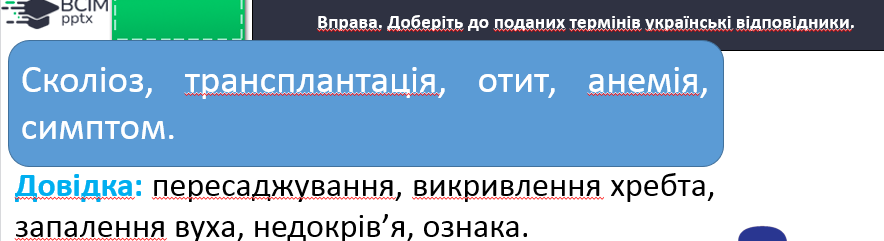 ВСІМ
pptx
Вправа. Доберіть до поданих термінів українські відповідники.
Сколіоз, трансплантація, отит, анемія,
симптом.
Довідка: пересаджування, викривлення хребта,
запалення вуха, недокрів’я, ознака.